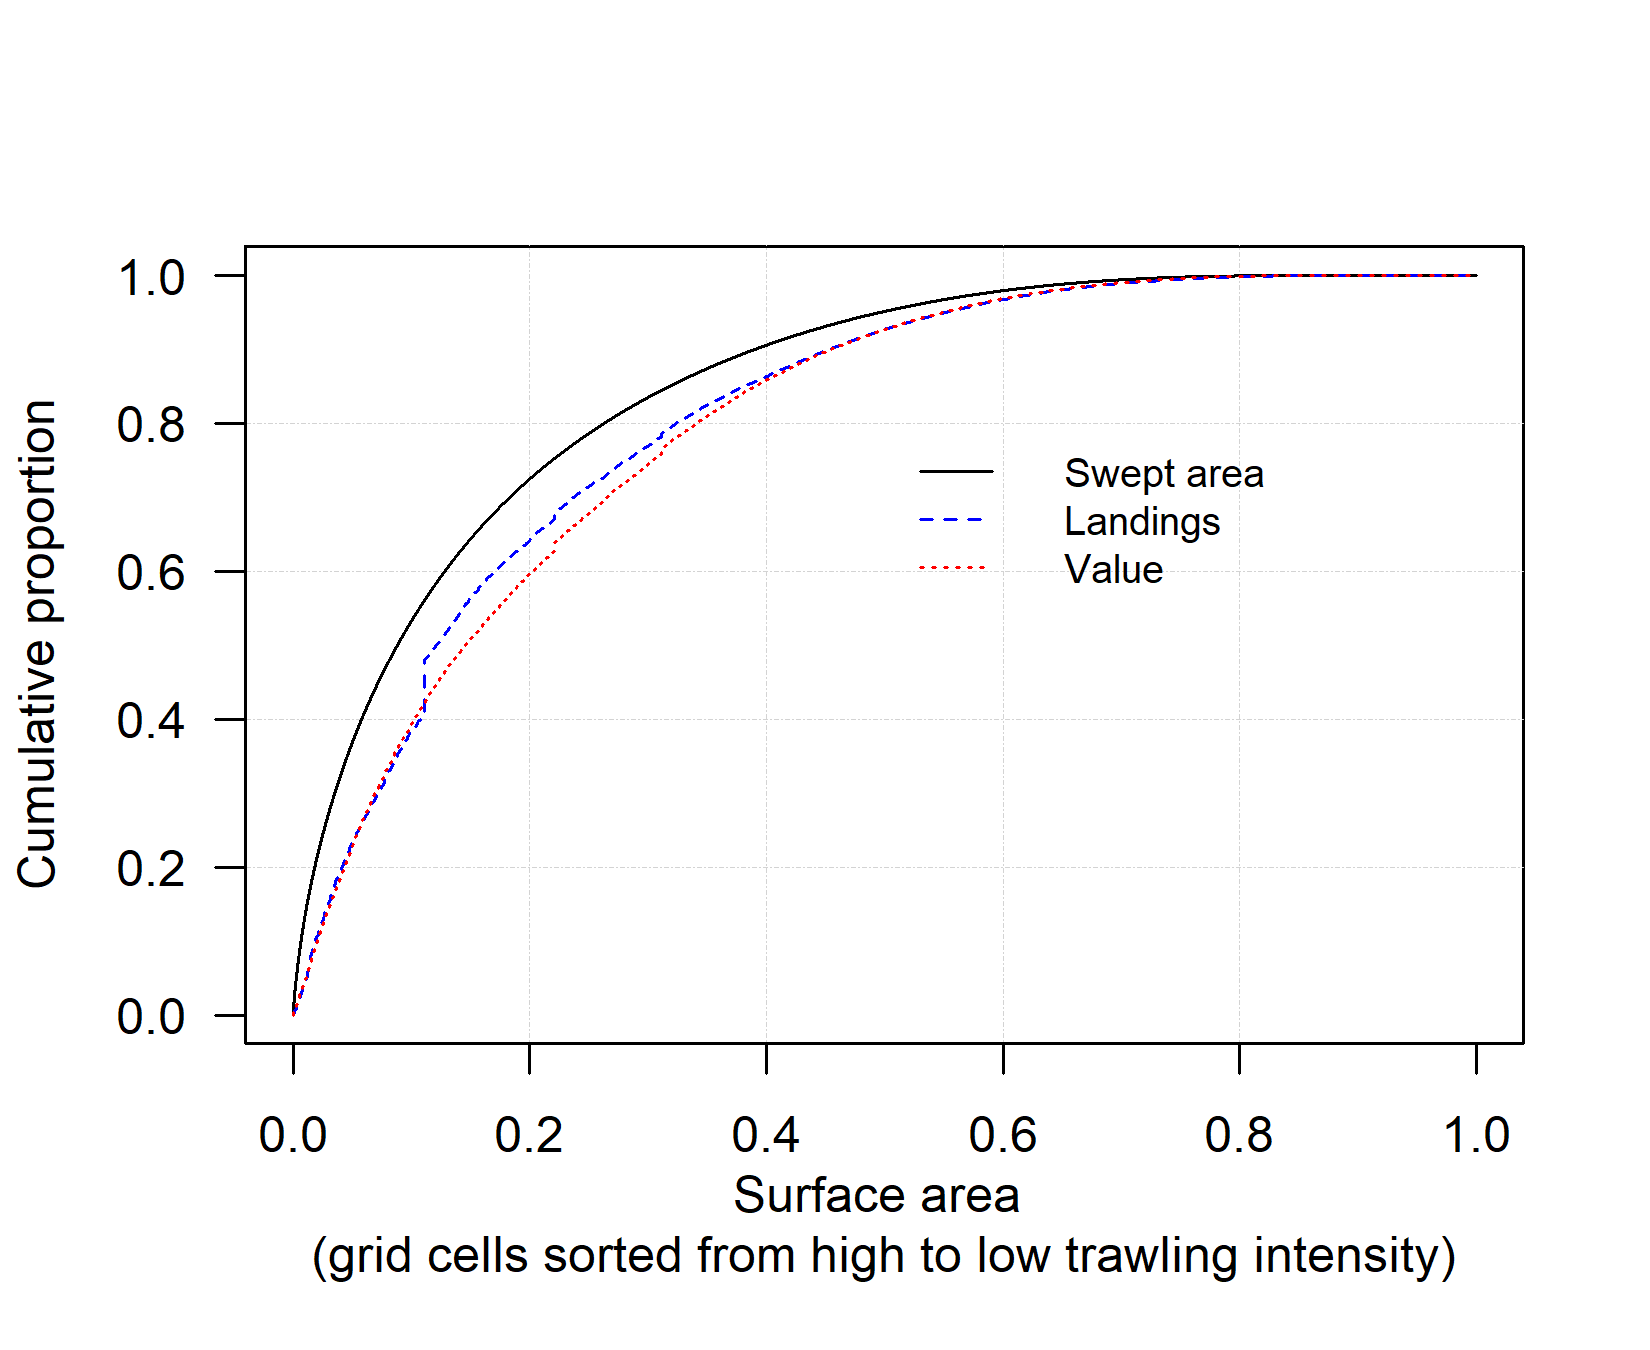 Cumulative proportion
1.0
0.8
0.6
0.4
0.2
0.0
Swept area
Landings
Value
0.0 0.2 0.4 0.6 0.8 1.0
Surface area
(grid cells sorted from high to low trawling intensity)